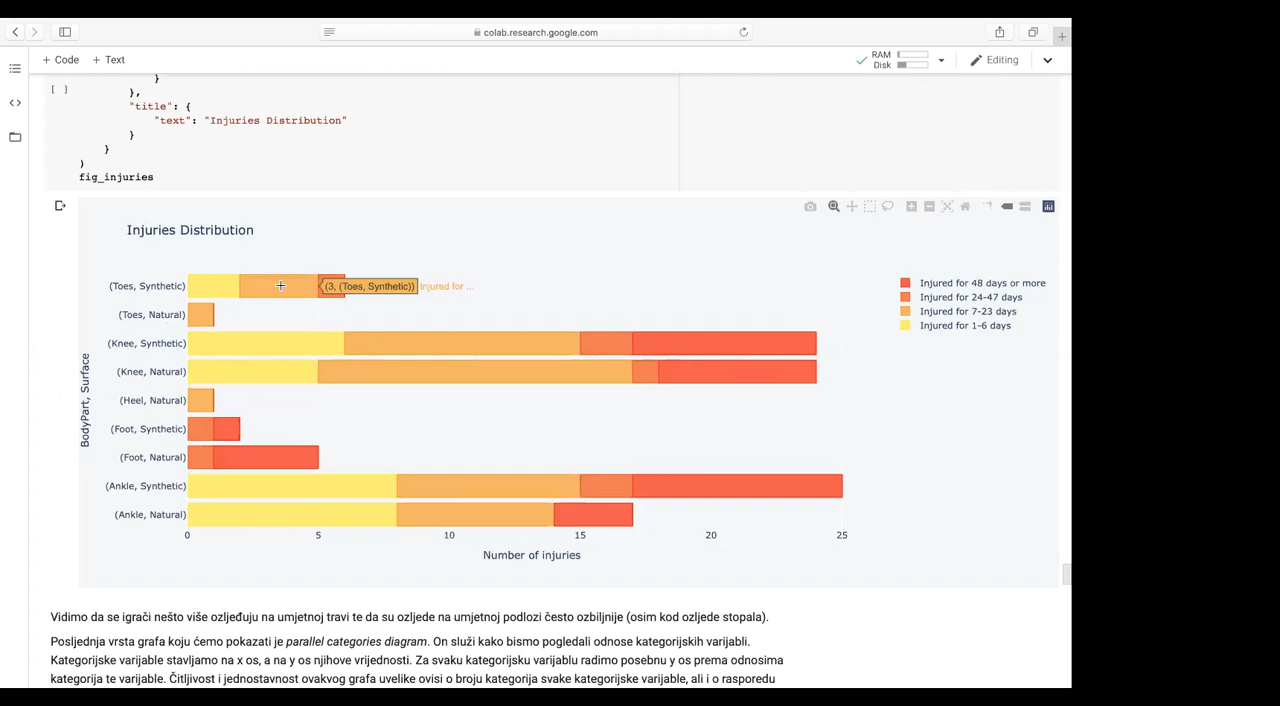 colab.research.google.com
+ Code + Text
RAM
Disk
Editing
[ ]
}
},
"title": {
"text": "Injuries Distribution"
}
}
)
fig_injuries
Injuries Distribution
(Toes, Synthetic)
(3, (Toes, Synthetic)) Injured for ...
(Toes, Natural)
(Knee, Synthetic)
(Knee, Natural)
(Heel, Natural)
(Foot, Synthetic)
(Foot, Natural)
(Ankle, Synthetic)
(Ankle, Natural)
BodyPart, Surface
0 5 10 15 20 25
Number of injuries
Injured for 48 days or more
Injured for 24-47 days
Injured for 7-23 days
Injured for 1-6 days
Vidimo da se igrači nešto više ozljeđuju na umjetnoj travi te da su ozljede na umjetnoj podlozi često ozbiljnije (osim kod ozljede stopala).
Posljednja vrsta grafa koju ćemo pokazati je parallel categories diagram. On služi kako bismo pogledali odnose kategorijskih varijabli.
Kategorijske varijable stavljamo na x os, a na y os njihove vrijednosti. Za svaku kategorijsku varijablu radimo posebnu y os prema odnosima
kategorija te varijable. Čitljivost i jednostavnost ovakvog grafa uvelike ovisi o broju kategorija svake kategorijske varijable, ali i o rasporedu